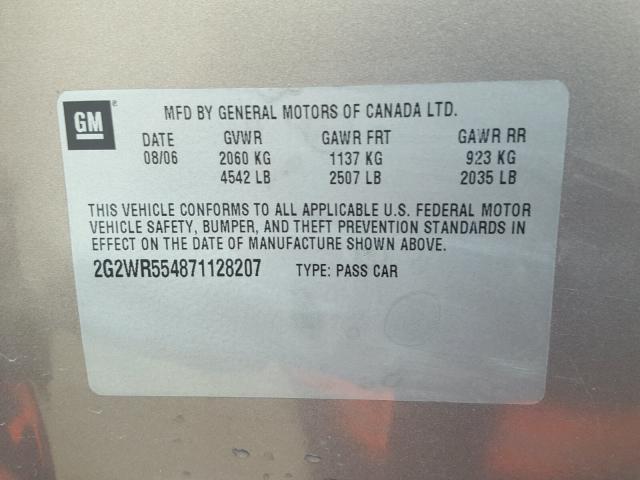 GM®
MFD BY GENERAL MOTORS OF CANADA LTD.
DATE GVWR GAWR FRT GAWR RR
08/06 2060 KG 1137 KG 923 KG
4542 LB 2507 LB 2035 LB
THIS VEHICLE CONFORMS TO ALL APPLICABLE U.S. FEDERAL MOTOR
VEHICLE SAFETY, BUMPER, AND THEFT PREVENTION STANDARDS IN
EFFECT ON THE DATE OF MANUFACTURE SHOWN ABOVE.
2G2WR554871128207 TYPE: PASS CAR